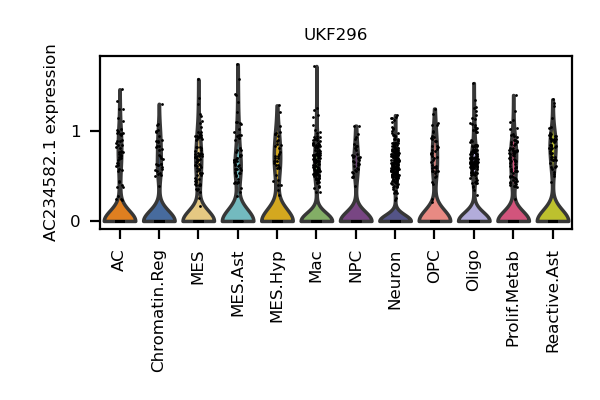 UKF296
AC234582.1 expression
1
0
AC
Chromatin.Reg
MES
MES.Ast
MES.Hyp
Mac
NPC
Neuron
OPC
Oligo
Prolif.Metab
Reactive.Ast